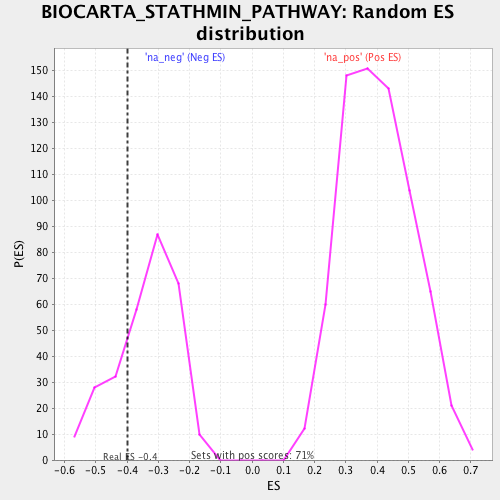 BIOCARTA_STATHMIN_PATHWAY: Random ES
distribution
'na_neg' (Neg ES)
'na_pos' (Pos ES)
150
140
130
120
110
100
90
80
70
60
50
40
30
20
10
0
P(ES)
Real ES -0.4
Sets with pos scores: 71%
-0.6 -0.5 -0.4 -0.3 -0.2 -0.1 0.0 0.1 0.2 0.3 0.4 0.5 0.6 0.7
ES